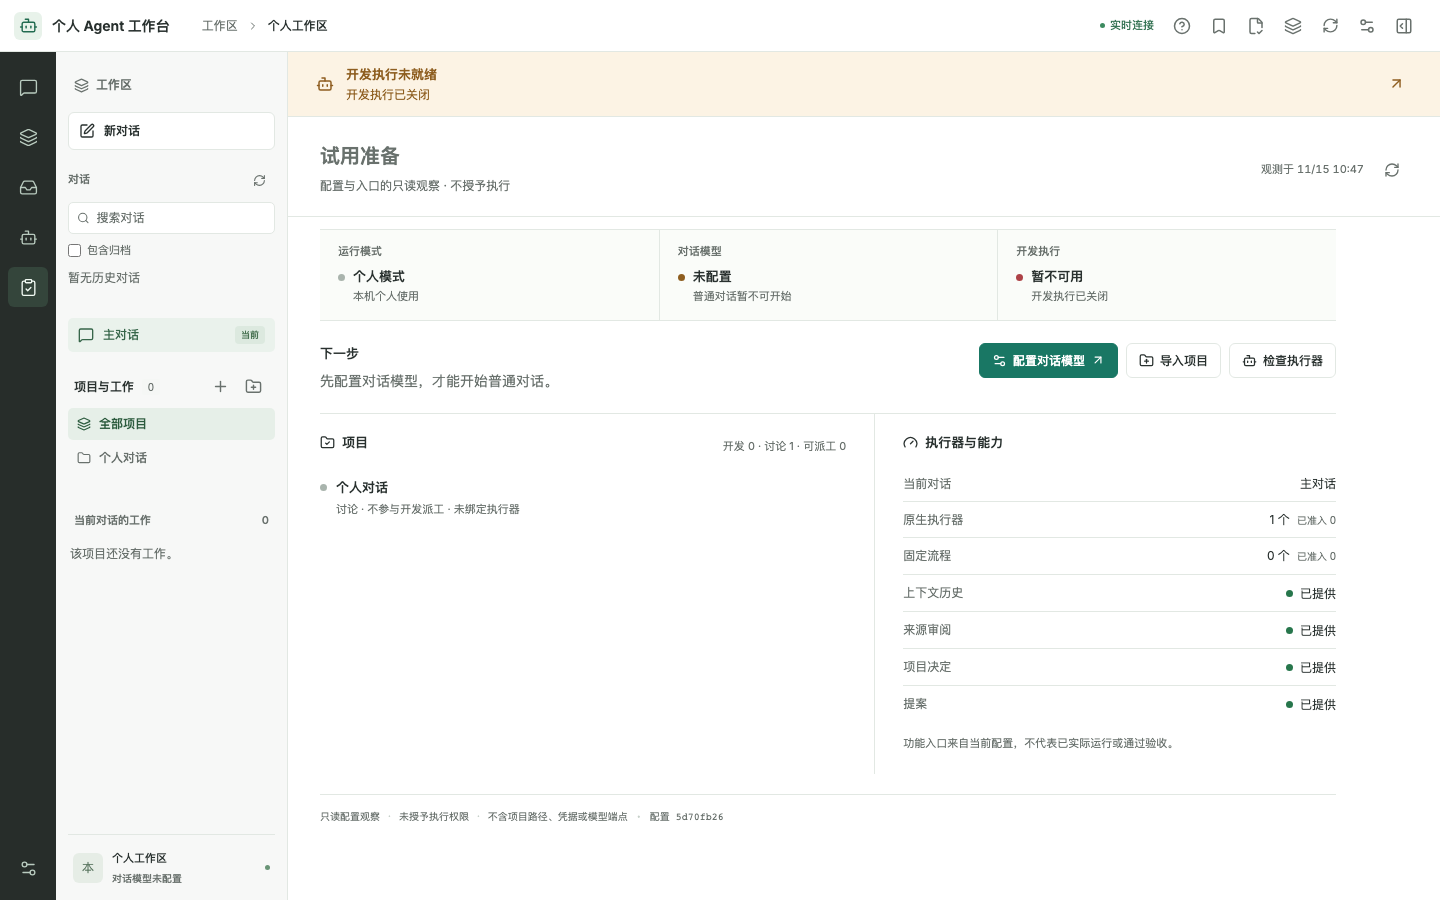 个人 Agent 工作台
工作区 > 个人工作区
实时连接
工作区
新对话
对话
搜索对话
包含归档
暂无历史对话
主对话 当前
项目与工作 0
全部项目
个人对话
当前对话的工作 0
该项目还没有工作。
本
个人工作区
对话模型未配置
开发执行未就绪
开发执行已关闭
试用准备
配置与入口的只读观察 · 不授予执行
观测于 11/15 10:47
运行模式
个人模式
本机个人使用
对话模型
未配置
普通对话暂不可开始
开发执行
暂不可用
开发执行已关闭
下一步
先配置对话模型，才能开始普通对话。
配置对话模型
导入项目
检查执行器
项目
开发 0 · 讨论 1 · 可派工 0
个人对话
讨论 · 不参与开发派工 · 未绑定执行器
执行器与能力
当前对话 主对话
原生执行器 1 个 已准入 0
固定流程 0 个 已准入 0
上下文历史 已提供
来源审阅 已提供
项目决定 已提供
提案 已提供
功能入口来自当前配置，不代表已实际运行或通过验收。
只读配置观察 · 未授予执行权限 · 不含项目路径、凭据或模型端点 · 配置 5d70fb26